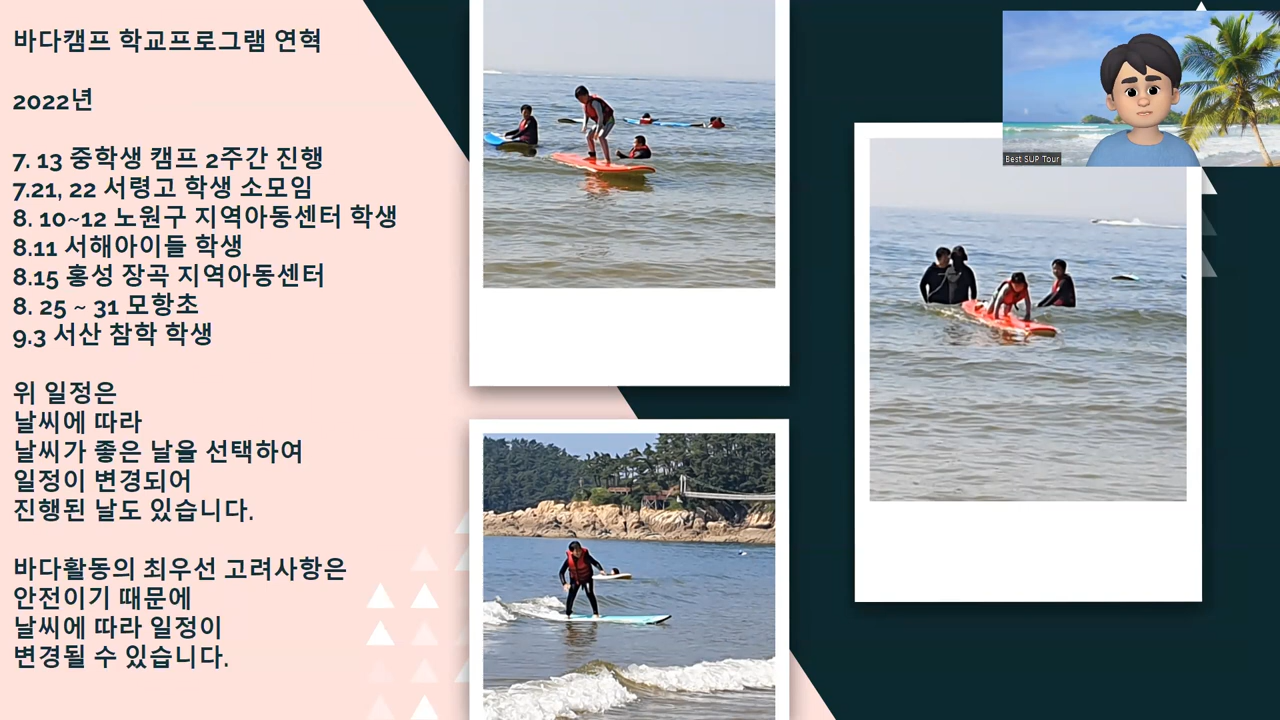 바다캠프 학교프로그램 연혁
2022년
7. 13 중학생 캠프 2주간 진행
7.21, 22 서령고 학생 소모임
8. 10~12 노원구 지역아동센터 학생
8.11 서해아이들 학생
8.15 홍성 장곡 지역아동센터
8. 25 ~ 31 모항초
9.3 서산 참학 학생
위 일정은
날씨에 따라
날씨가 좋은 날을 선택하여
일정이 변경되어
진행된 날도 있습니다.
바다활동의 최우선 고려사항은
안전이기 때문에
날씨에 따라 일정이
변경될 수 있습니다.
Best SUP Tour